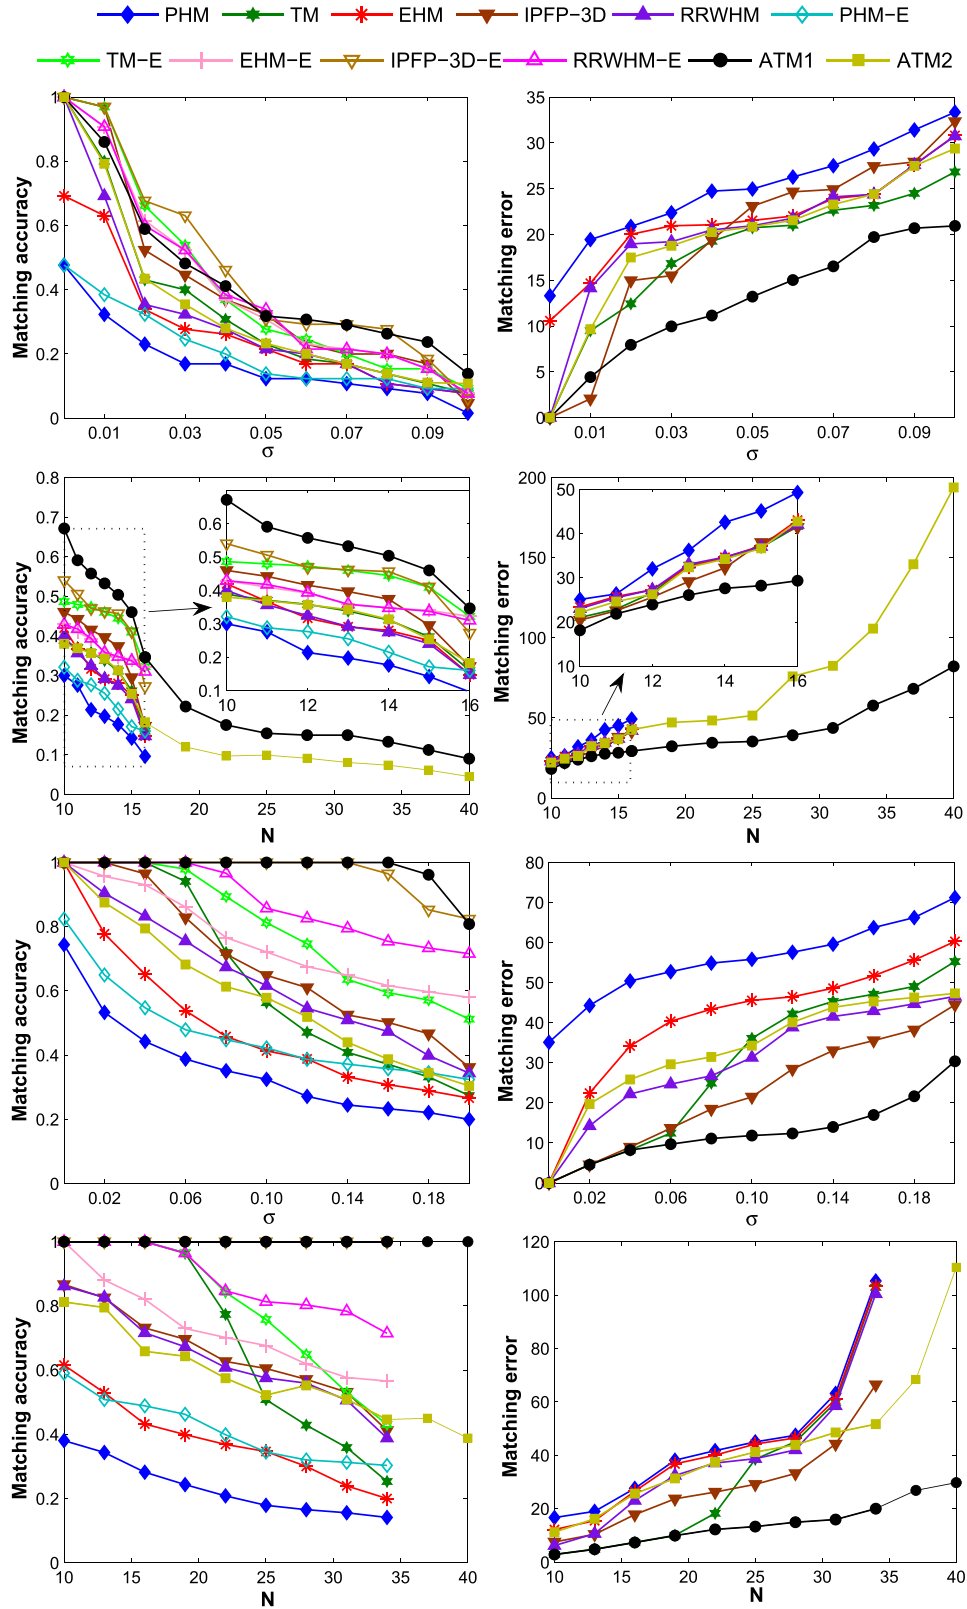 PHM TM EHM IPFP-3D RRWHM PHM-E
TM-E EHM-E IPFP-3D-E RRWHM-E ATM1 ATM2
Matching accuracy
1
0.8
0.6
0.4
0.2
0
0.01 0.03 0.05 0.07 0.09
σ
Matching error
35
30
25
20
15
10
5
0
0.01 0.03 0.05 0.07 0.09
σ
Matching accuracy
0.8
0.7
0.6
0.5
0.4
0.3
0.2
0.1
0
10 15 20 25 30 35 40
N
0.6
0.5
0.4
0.3
0.2
0.1
10 12 14 16
Matching error
200
150
100
50
0
10 15 20 25 30 35 40
N
50
40
30
20
10
10 12 14 16
Matching accuracy
1
0.8
0.6
0.4
0.2
0
0.02 0.06 0.10 0.14 0.18
σ
Matching error
80
70
60
50
40
30
20
10
0
0.02 0.06 0.10 0.14 0.18
σ
Matching accuracy
1
0.8
0.6
0.4
0.2
0
10 15 20 25 30 35 40
N
Matching error
120
100
80
60
40
20
0
10 15 20 25 30 35 40
N